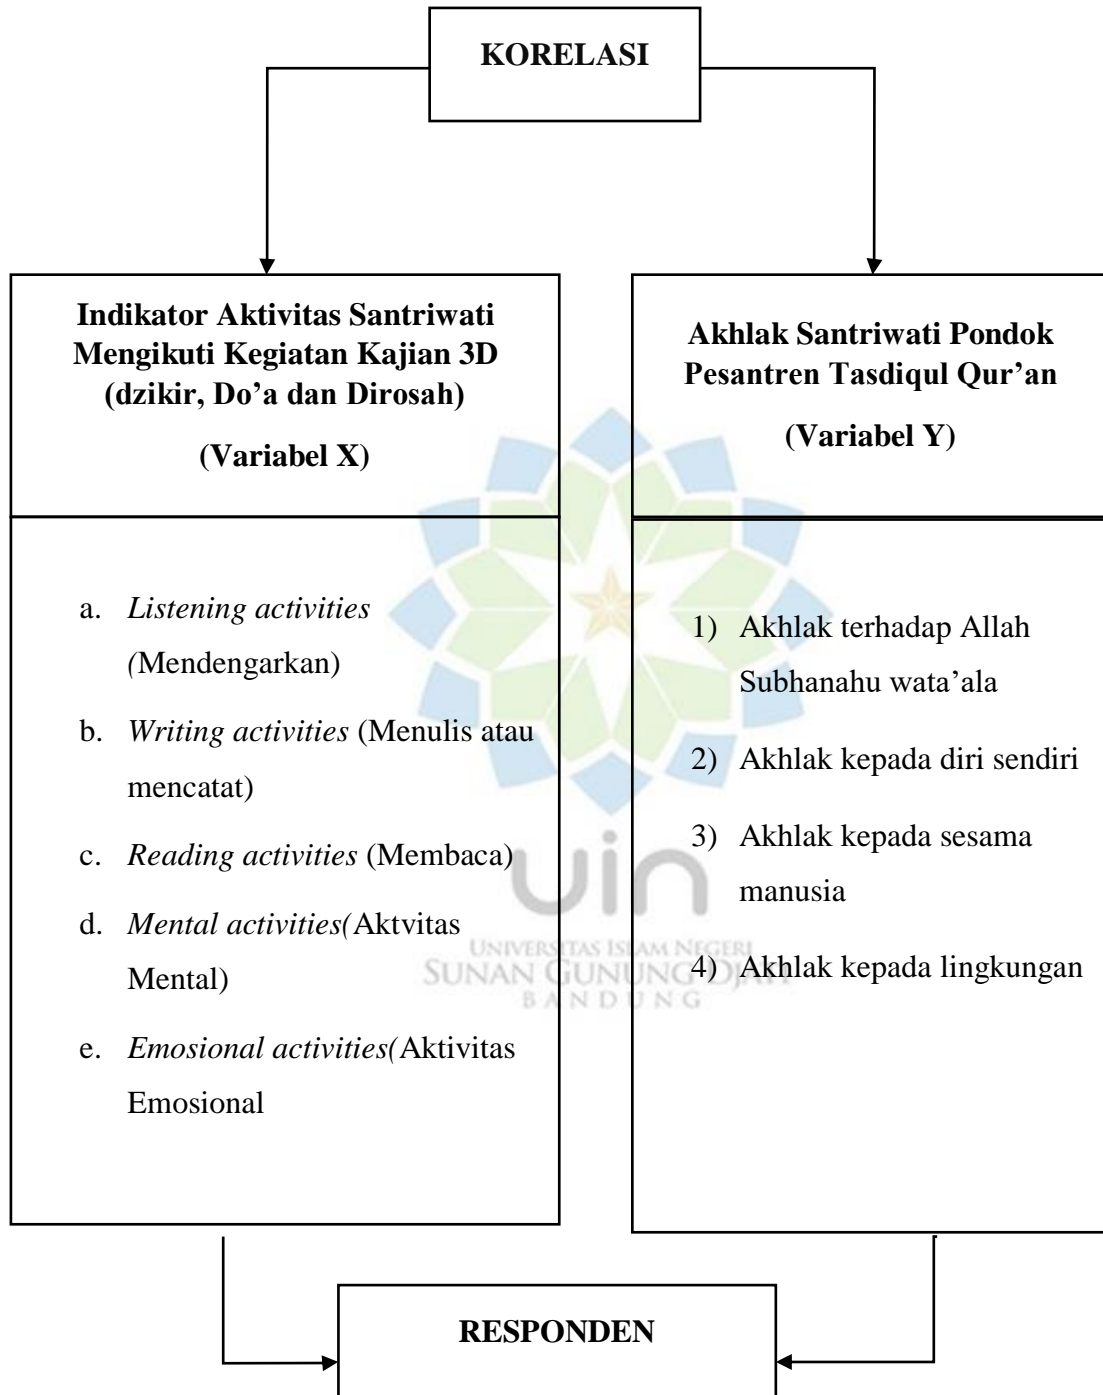 KORELASI
Indikator Aktivitas Santriwati
Mengikuti Kegiatan Kajian 3D
(dzikir, Do’a dan Dirosah)
(Variabel X)
Akhlak Santriwati Pondok
Pesantren Tasdiqul Qur’an
(Variabel Y)
a. Listening activities
(Mendengarkan)
b. Writing activities (Menulis atau
mencatat)
c. Reading activities (Membaca)
d. Mental activities(Aktvitas
Mental)
e. Emosional activities(Aktivitas
Emosional
1) Akhlak terhadap Allah
Subhanahu wata’ala
2) Akhlak kepada diri sendiri
3) Akhlak kepada sesama
manusia
4) Akhlak kepada lingkungan
uin
UNIVERSITAS ISLAM NEGERI
SUNAN GUNUNG DJATI
BANDUNG
RESPONDEN